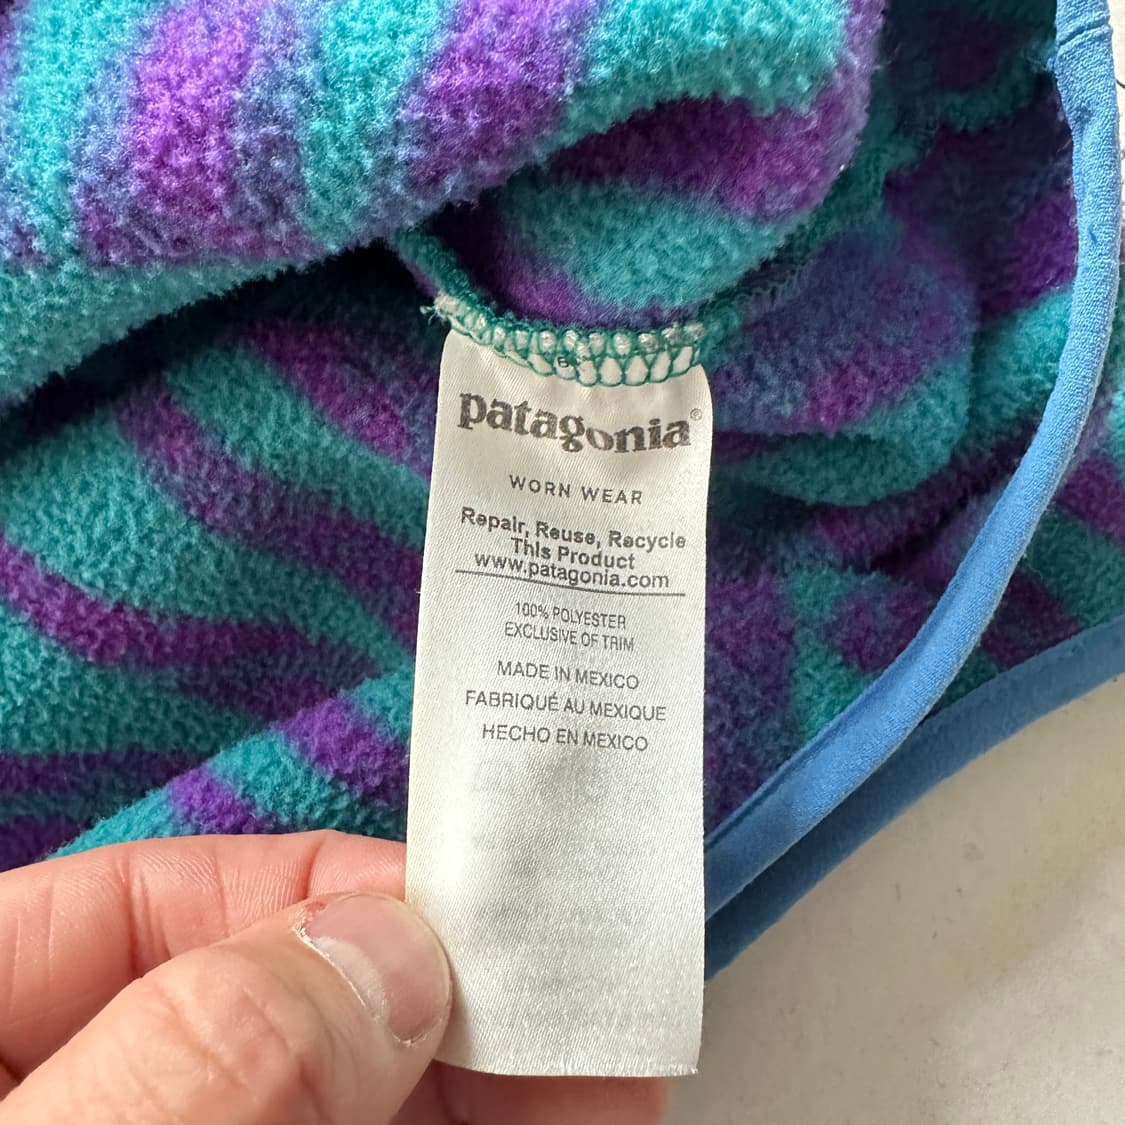 patagonia®
WORN WEAR
Repair, Reuse, Recycle
This Product
www.patagonia.com
100% POLYESTER
EXCLUSIVE OF TRIM
MADE IN MEXICO
FABRIQUÉ AU MEXIQUE
HECHO EN MEXICO